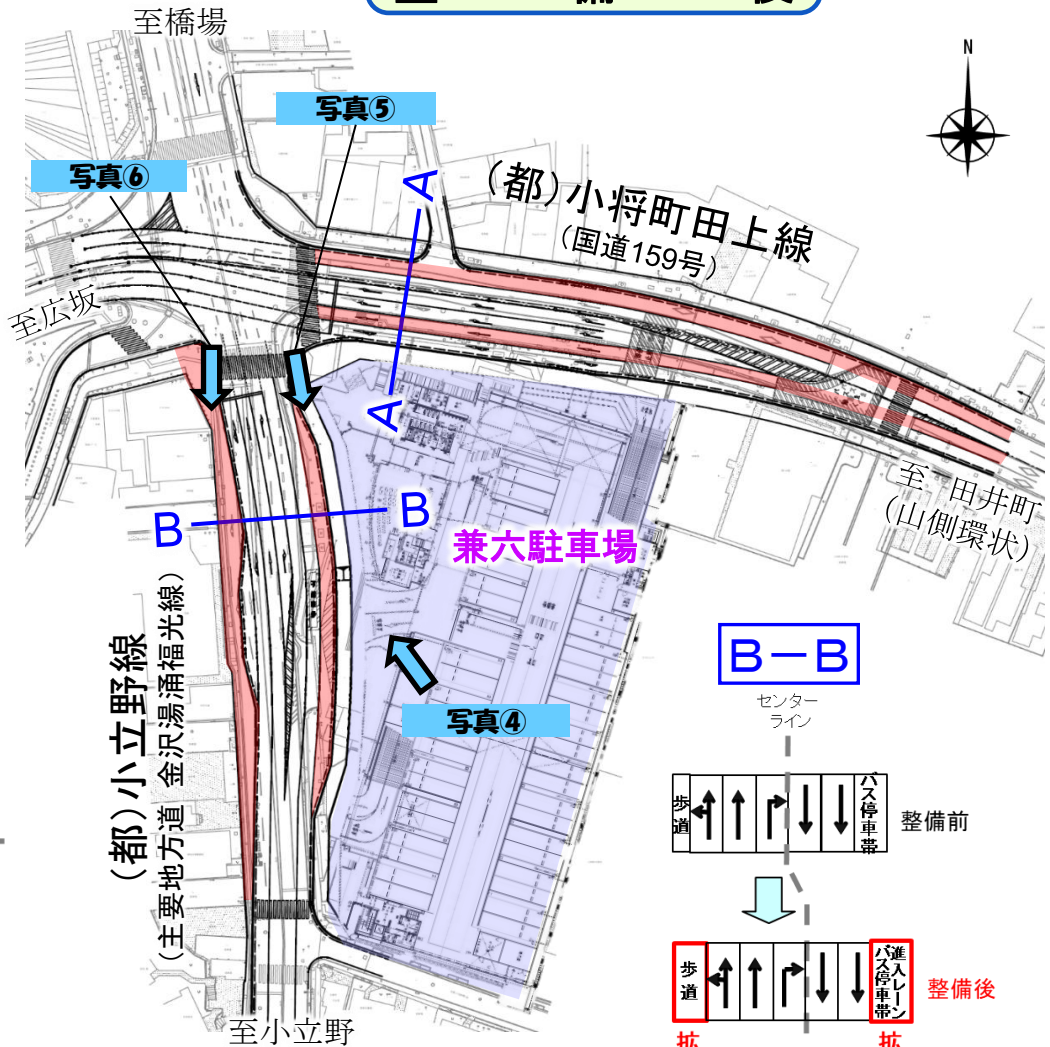 至橋場
N
写真⑤
写真⑥
A
(都)小将町田上線
(国道159号)
至広坂
A
至 田井町
(山側環状)
B
B
兼六駐車場
(都)小立野線
(主要地方道 金沢湯涌福光線)
写真④
B－B
センター
ライン
歩道
バス停車帯
整備前
歩道
進入レーン
バス停車帯
整備後
拡
拡
至小立野